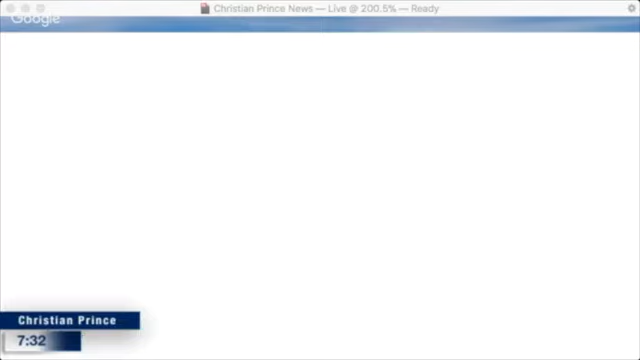 Christian Prince News — Live @ 200.5% — Ready
Google
Christian Prince
7:32